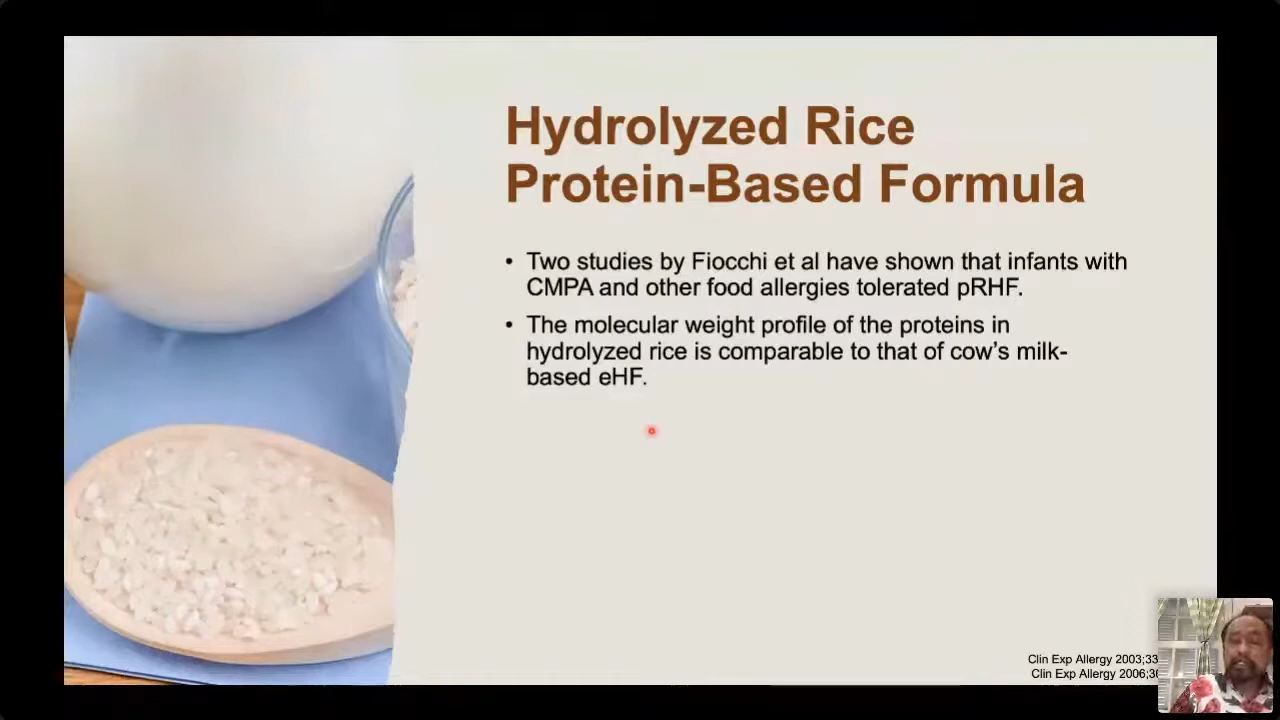 Hydrolyzed Rice
Protein-Based Formula
• Two studies by Fiocchi et al have shown that infants with
CMPA and other food allergies tolerated pRHF.
• The molecular weight profile of the proteins in
hydrolyzed rice is comparable to that of cow’s milk-
based eHF.
Clin Exp Allergy 2003;33
Clin Exp Allergy 2006;